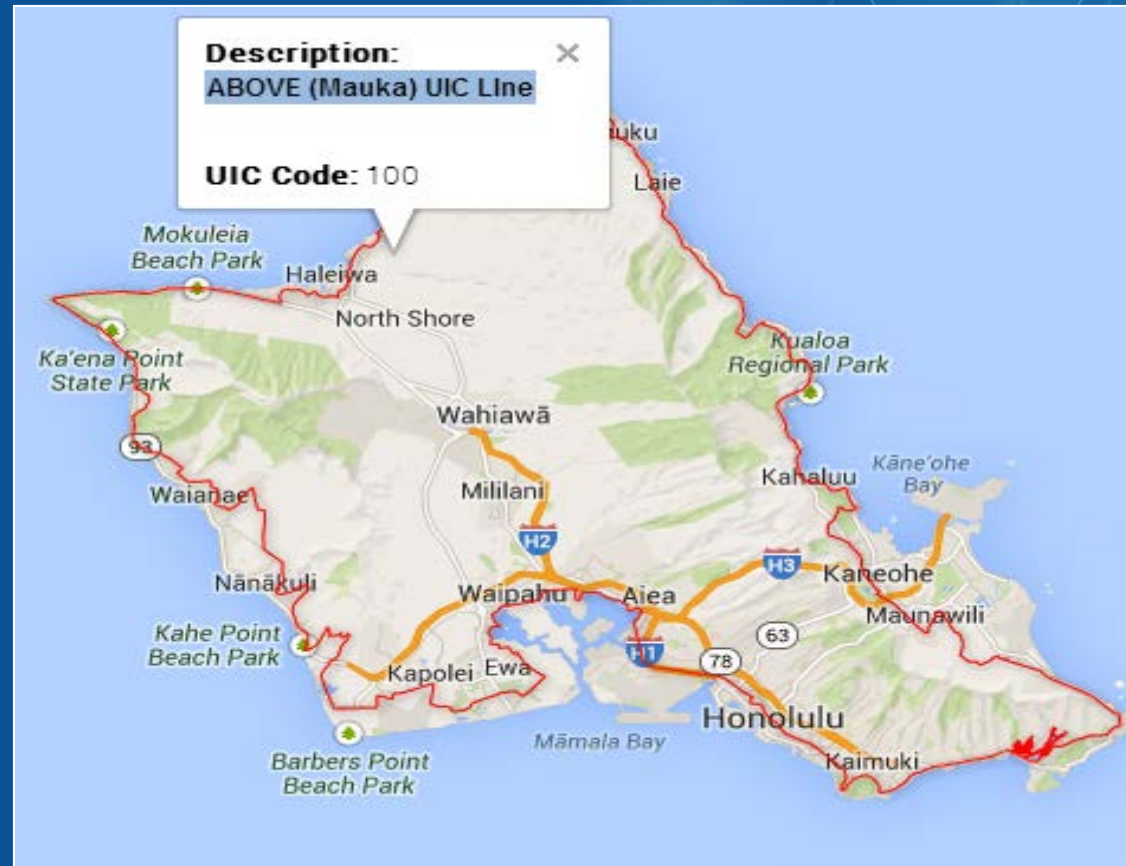 Description:
×
ABOVE (Mauka) UIC LIne
UIC Code: 100
uku
Laie
Mokuleia
Beach Park
Haleiwa
North Shore
Ka'ena Point
State Park
Kualoa
Regional Park
Wahiawā
93
Kahaluu
Kāne'ohe
Bay
Waianae
Mililani
H2
H3
Kaneohe
Nānākuli
Waipahu
Aiea
Maunawili
Kahe Point
Beach Park
63
H1
78
Kapolei
Ewa
Honolulu
Māmala Bay
Kaimuki
Barbers Point
Beach Park